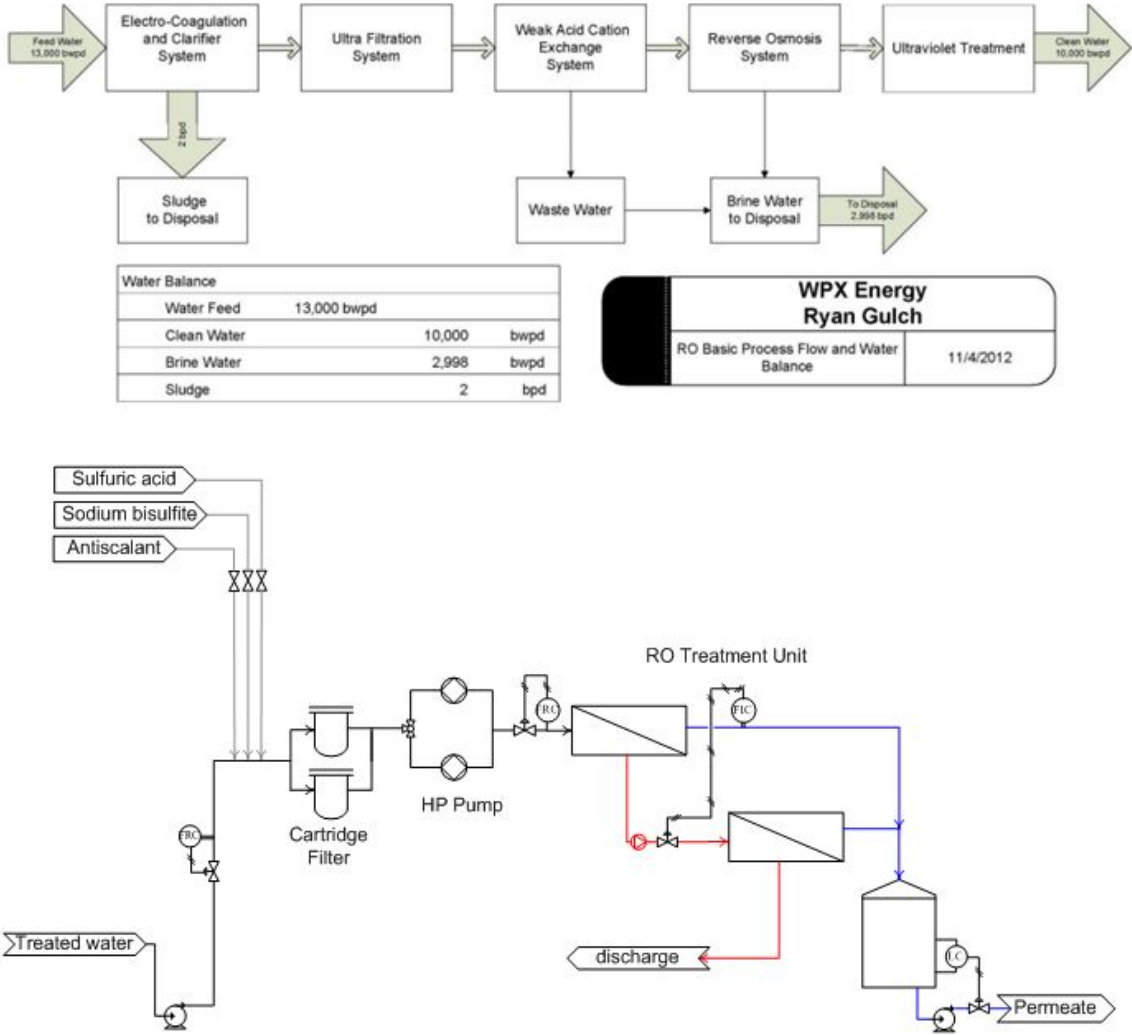 Feed Water
13,000 bwpd
Electro-Coagulation
and Clarifier
System
Ultra Filtration
System
Weak Acid Cation
Exchange
System
Reverse Osmosis
System
Ultraviolet Treatment
Clean Water
10,000 bwpd
2 bpd
Sludge
to Disposal
Waste Water
Brine Water
to Disposal
To Disposal
2,998 bpd
Water Balance
Water Feed 13,000 bwpd
Clean Water 10,000 bwpd
Brine Water 2,998 bwpd
Sludge 2 bpd
WPX Energy
Ryan Gulch
RO Basic Process Flow and Water
Balance
11/4/2012
Sulfuric acid
Sodium bisulfite
Antiscalant
RO Treatment Unit
FRC
FIC
HP Pump
Cartridge
Filter
FRC
Treated water
discharge
LC
Permeate